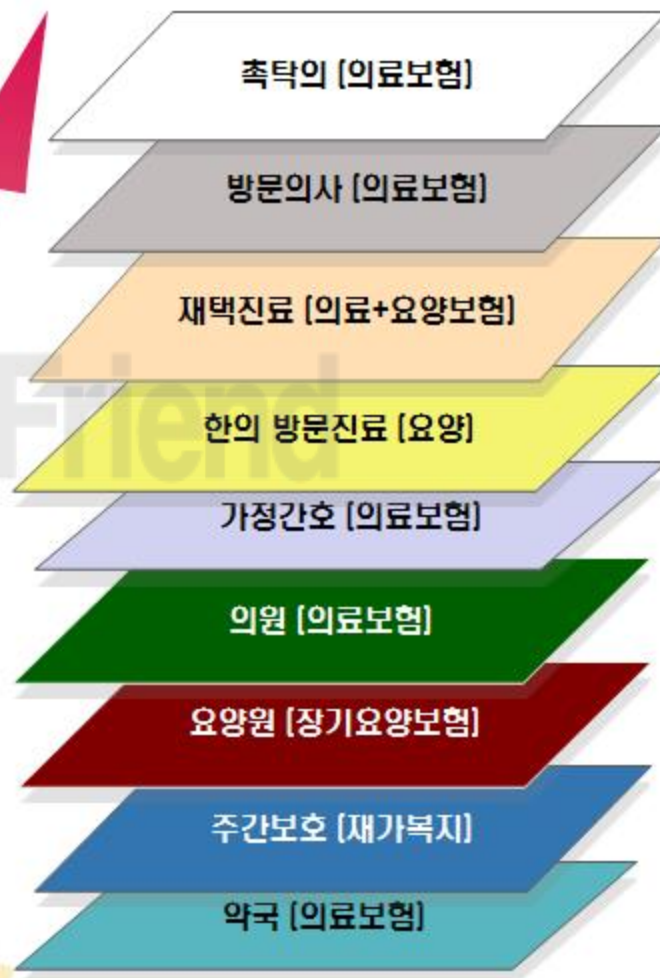 촉탁의 (의료보험)
방문의사 (의료보험)
재택진료 (의료+요양보험)
Friend
한의 방문진료 (요양)
가정간호 (의료보험)
의원 (의료보험)
요양원 (장기요양보험)
주간보호 (재가복지)
약국 (의료보험)